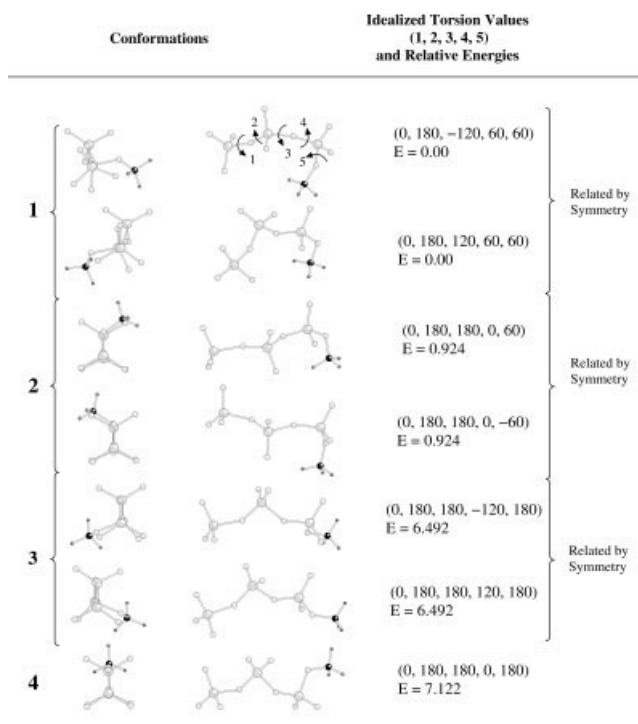 Conformations
Idealized Torsion Values
(1, 2, 3, 4, 5)
and Relative Energies
1
2
3
4
5
(0, 180, −120, 60, 60)
E = 0.00
1
Related by
Symmetry
(0, 180, 120, 60, 60)
E = 0.00
(0, 180, 180, 0, 60)
E = 0.924
2
Related by
Symmetry
(0, 180, 180, 0, −60)
E = 0.924
(0, 180, 180, −120, 180)
E = 6.492
3
Related by
Symmetry
(0, 180, 180, 120, 180)
E = 6.492
4
(0, 180, 180, 0, 180)
E = 7.122